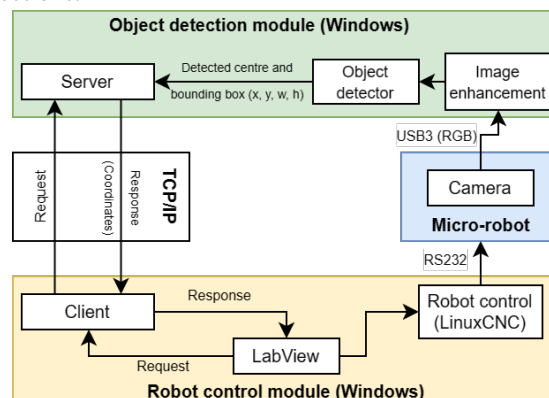 Object detection module (Windows)
Server
Detected centre and
bounding box (x, y, w, h)
Object
detector
Image
enhancement
USB3 (RGB)
Request
Response
(Coordinates)
TCP/IP
Camera
Micro-robot
RS232
Client
Response
Request
LabView
Robot control
(LinuxCNC)
Robot control module (Windows)